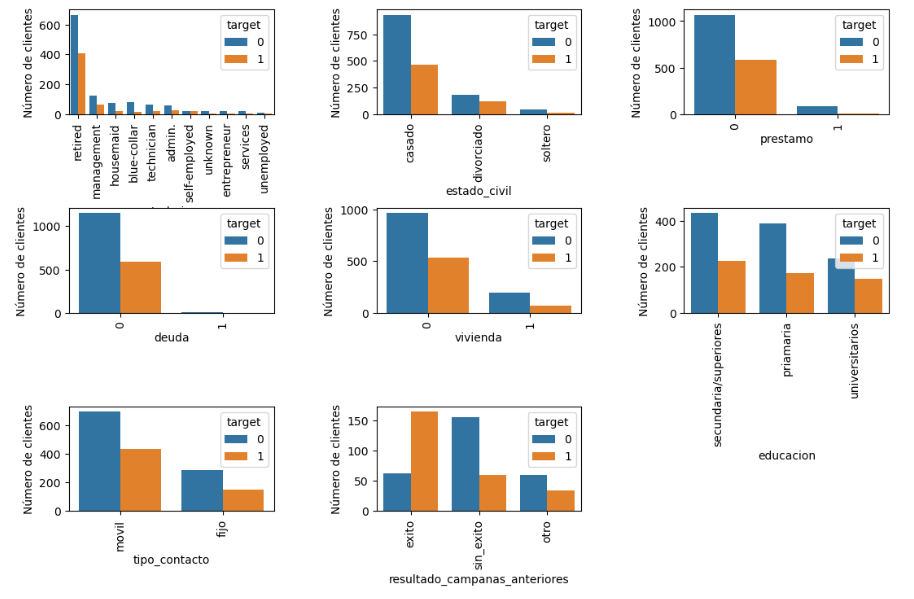 Número de clientes
600
400
200
0
target
0
1
retired
management
housemaid
blue-collar
technician
admin.
self-employed
unknown
entrepreneur
services
unemployed
Número de clientes
750
500
250
0
target
0
1
casado
divorciado
soltero
estado_civil
Número de clientes
1000
500
0
target
0
1
0
1
prestamo
Número de clientes
1000
500
0
target
0
1
0
1
deuda
Número de clientes
1000
500
0
target
0
1
0
1
vivienda
Número de clientes
400
200
0
target
0
1
secundaria/superiores
priamaria
universitarios
educacion
Número de clientes
600
400
200
0
target
0
1
movil
fijo
tipo_contacto
Número de clientes
150
100
50
0
target
0
1
exito
sin_exito
otro
resultado_campanas_anteriores